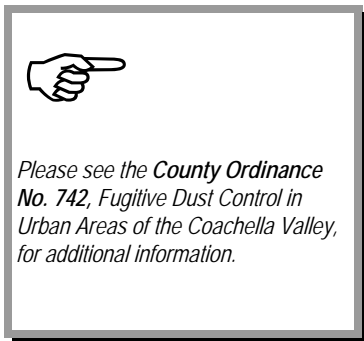 Please see the County Ordinance
No. 742, Fugitive Dust Control in
Urban Areas of the Coachella Valley,
for additional information.